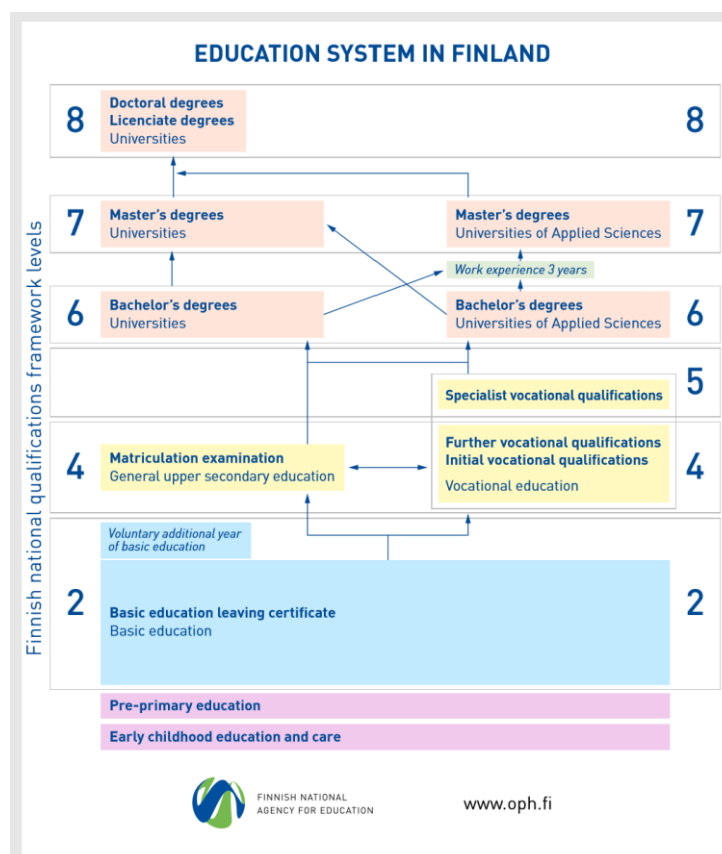 EDUCATION SYSTEM IN FINLAND
Finnish national qualifications framework levels
8
Doctoral degrees
Licenciate degrees
Universities
8
7
Master's degrees
Universities
Master's degrees
Universities of Applied Sciences
7
Work experience 3 years
6
Bachelor's degrees
Universities
Bachelor's degrees
Universities of Applied Sciences
6
Specialist vocational qualifications
5
4
Matriculation examination
General upper secondary education
Further vocational qualifications
Initial vocational qualifications
Vocational education
4
Voluntary additional year
of basic education
2
Basic education leaving certificate
Basic education
2
Pre-primary education
Early childhood education and care
FINNISH NATIONAL
AGENCY FOR EDUCATION
www.oph.fi